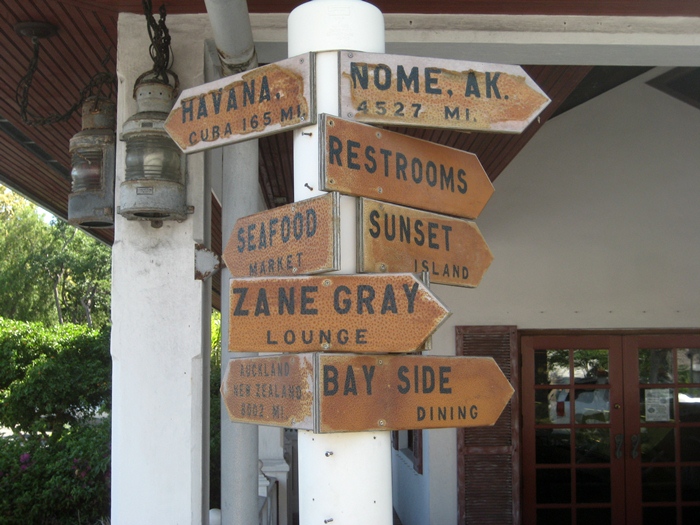 HAVANA,
CUBA 165 MI.
NOME, AK.
4527 MI.
RESTROOMS
SEAFOOD
MARKET
SUNSET
ISLAND
ZANE GRAY
LOUNGE
AUCKLAND
NEW ZEALAND
8002 MI.
BAY SIDE
DINING